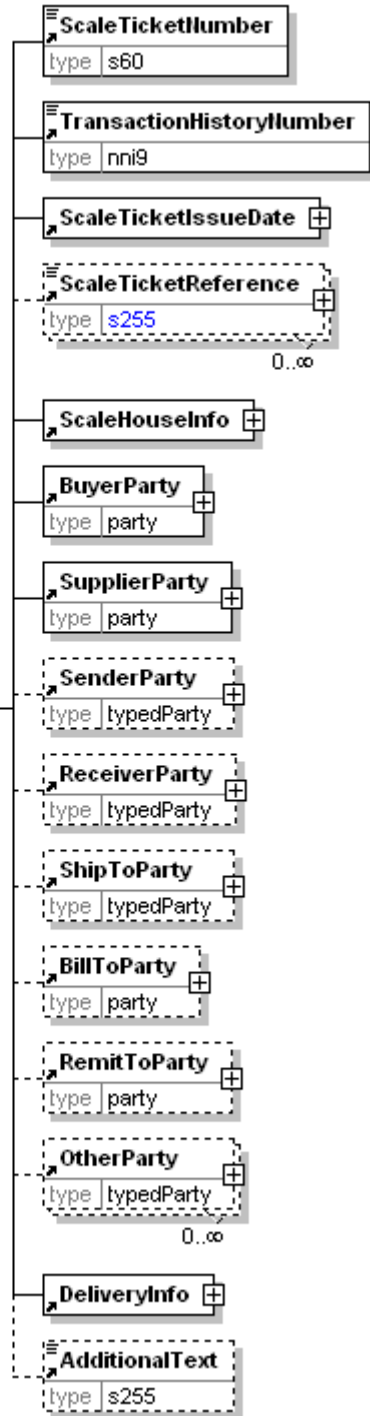 ScaleTicketNumber
type s60
TransactionHistoryNumber
type nni9
ScaleTicketIssueDate
ScaleTicketReference
type s255
0..∞
ScaleHouseInfo
BuyerParty
type party
SupplierParty
type party
SenderParty
type typedParty
ReceiverParty
type typedParty
ShipToParty
type typedParty
BillToParty
type party
RemitToParty
type party
OtherParty
type typedParty
0..∞
DeliveryInfo
AdditionalText
type s255